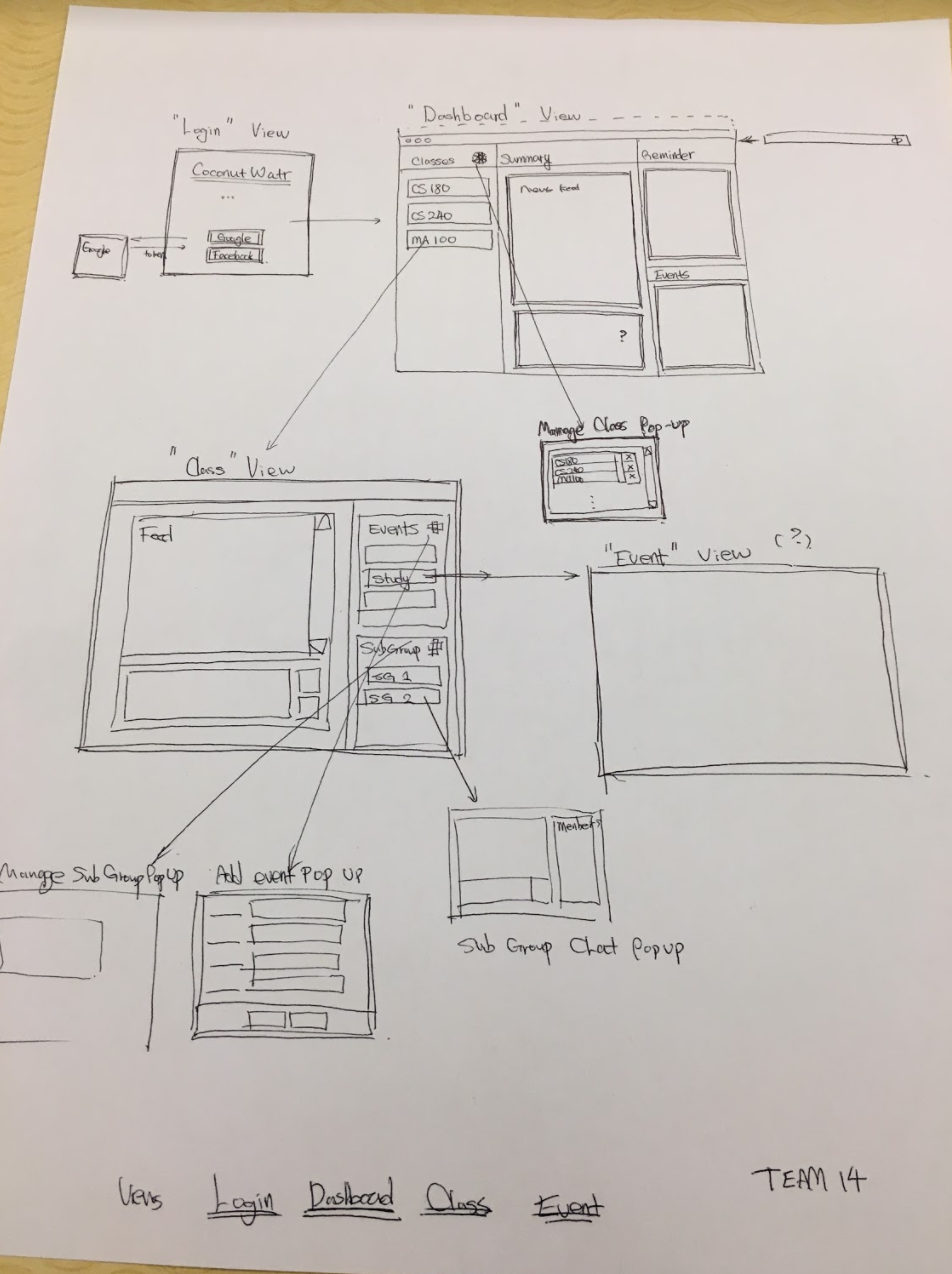 "Login" View
Coconut Watr
...
Google
Facebook
Google
token
"Dashboard" View
Classes
CS 180
CS 240
MA 100
Summary
News feed
?
Reminder
Events
Manage Class Pop-up
CS180
CS 240
MA100
"Class" View
Feed
Events
Study
SubGroup
SG 1
SG 2
"Event" View (?)
Manage Sub Group Pop Up
Add event Pop Up
Members
Sub Group Chat Popup
Views Login Dashboard Class Event
TEAM 14